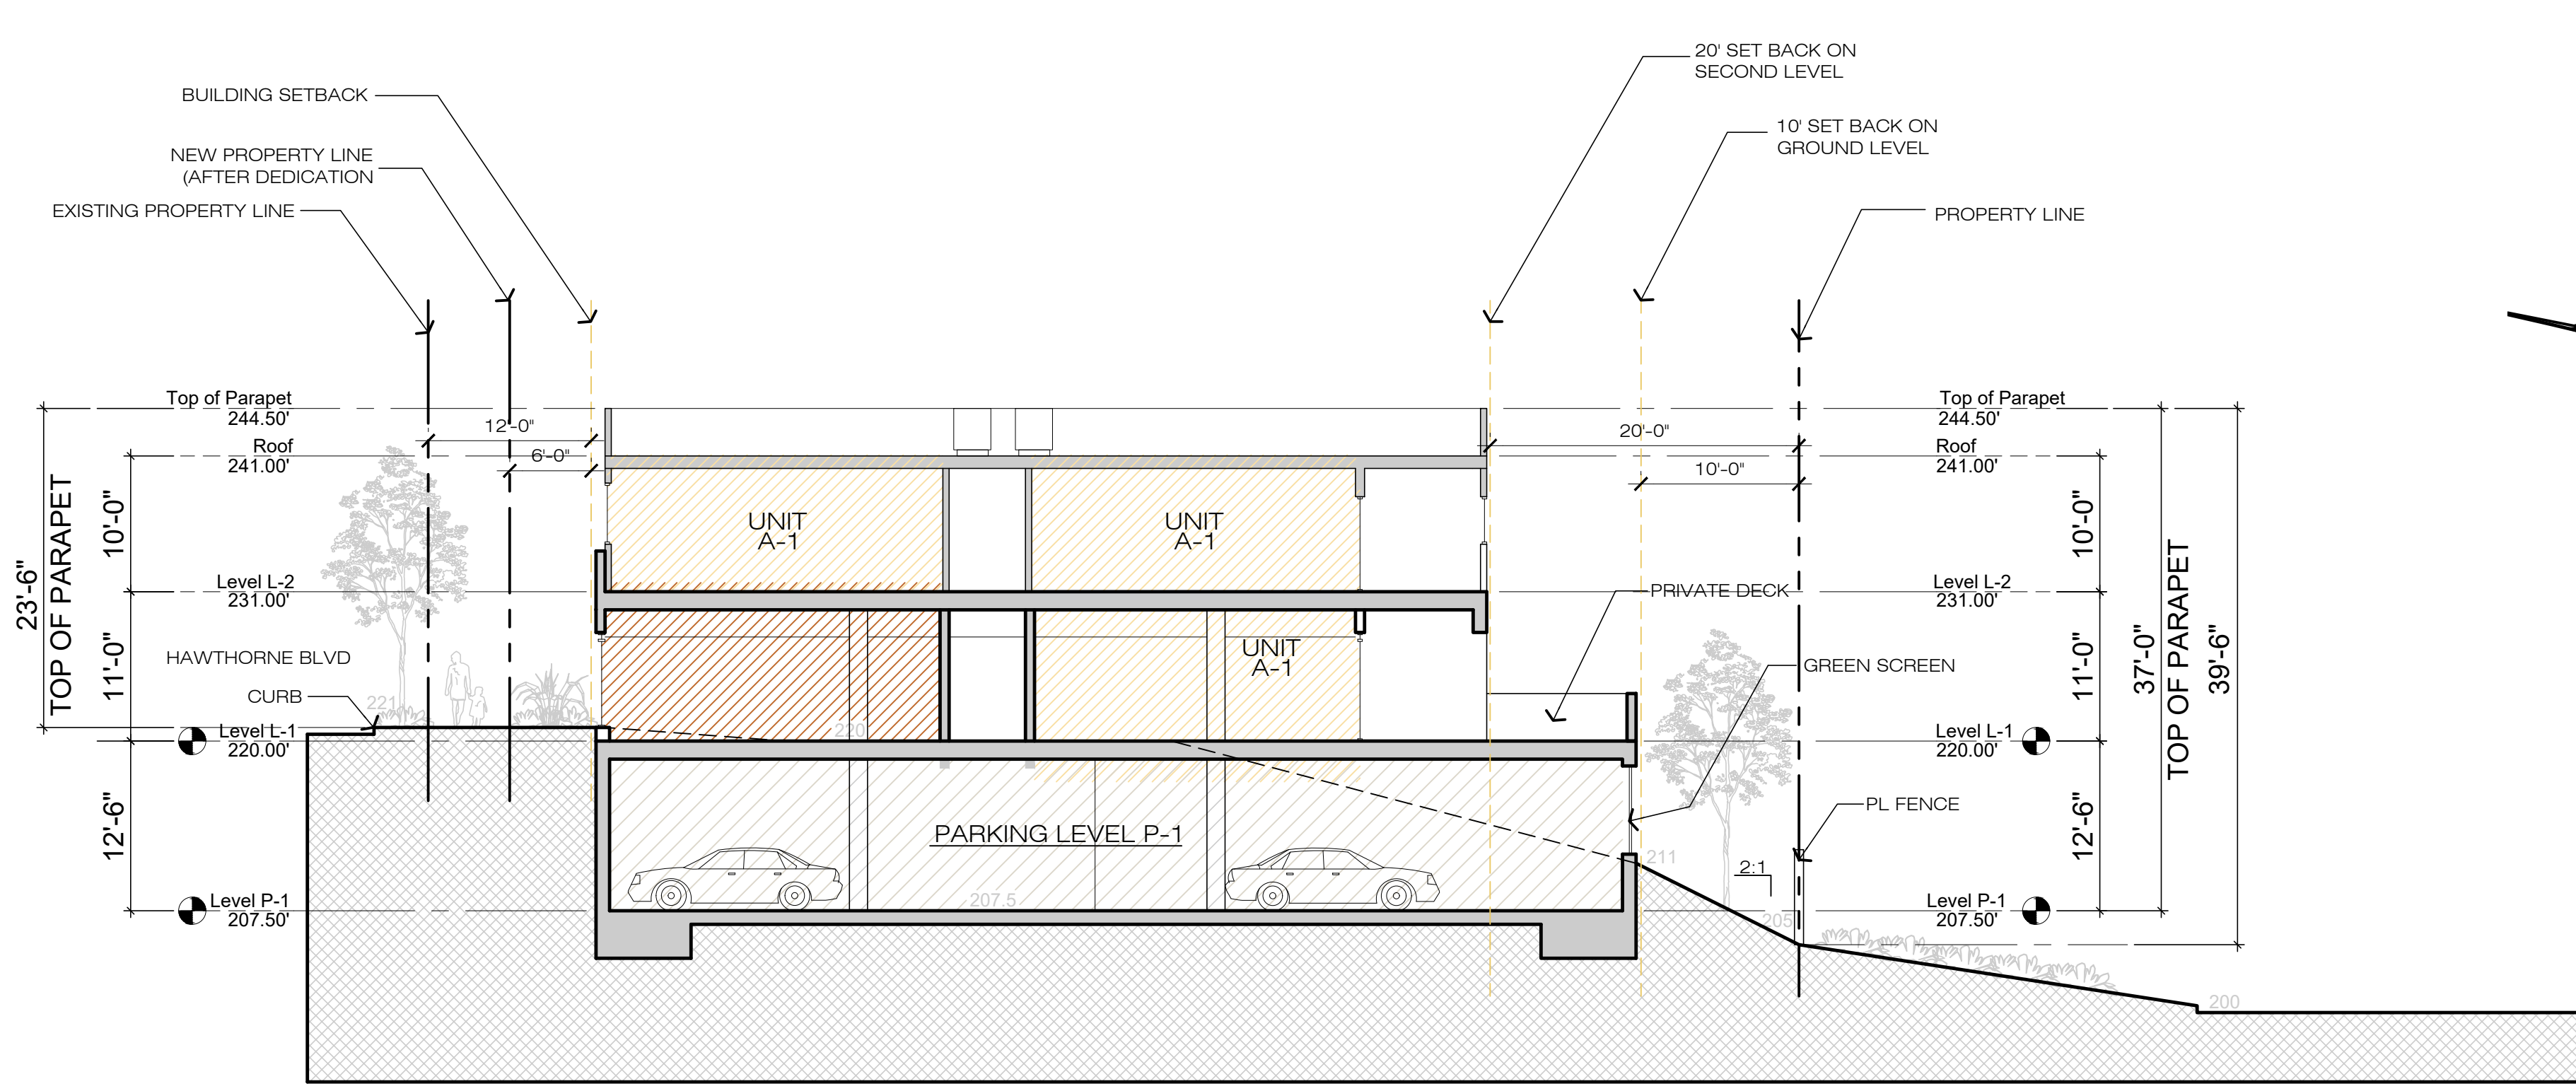 20' SET BACK ON
SECOND LEVEL
BUILDING SETBACK
10' SET BACK ON
GROUND LEVEL
NEW PROPERTY LINE
(AFTER DEDICATION
EXISTING PROPERTY LINE
PROPERTY LINE
Top of Parapet
244.50'
Top of Parapet
244.50'
12'-0"
20'-0"
Roof
241.00'
Roof
241.00'
6'-0"
10'-0"
23'-6"
TOP OF PARAPET
10'-0"
UNIT
A-1
UNIT
A-1
10'-0"
Level L-2
231.00'
PRIVATE DECK
Level L-2
231.00'
HAWTHORNE BLVD
11'-0"
UNIT
A-1
GREEN SCREEN
11'-0"
37'-0"
TOP OF PARAPET
39'-6"
CURB
221
Level L-1
220.00'
220
Level L-1
220.00'
12'-6"
PARKING LEVEL P-1
PL FENCE
12'-6"
211
2:1
Level P-1
207.50'
207.5
205
Level P-1
207.50'
200